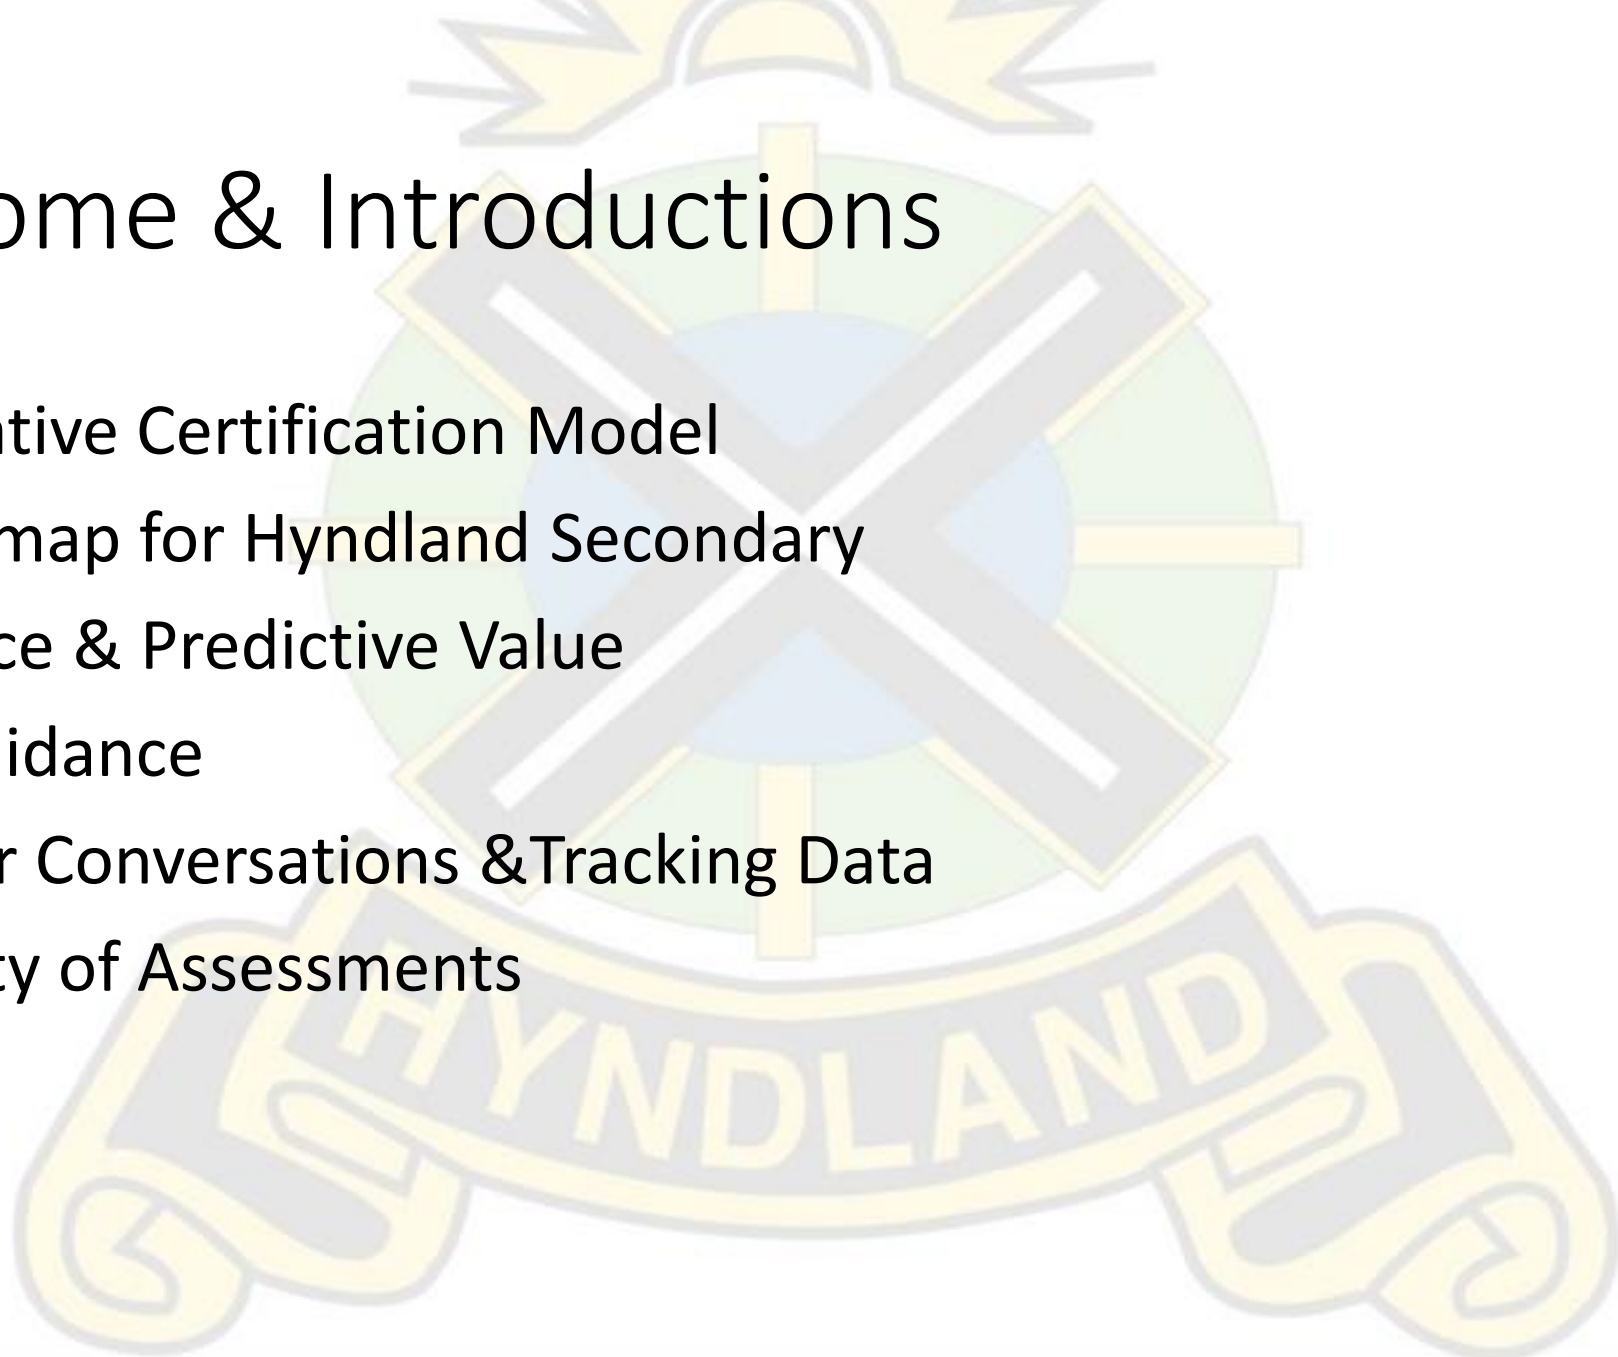 ome & Introductions
ative Certification Model
map for Hyndland Secondary
ce & Predictive Value
idance
r Conversations &Tracking Data
ty of Assessments
HYNDLAND